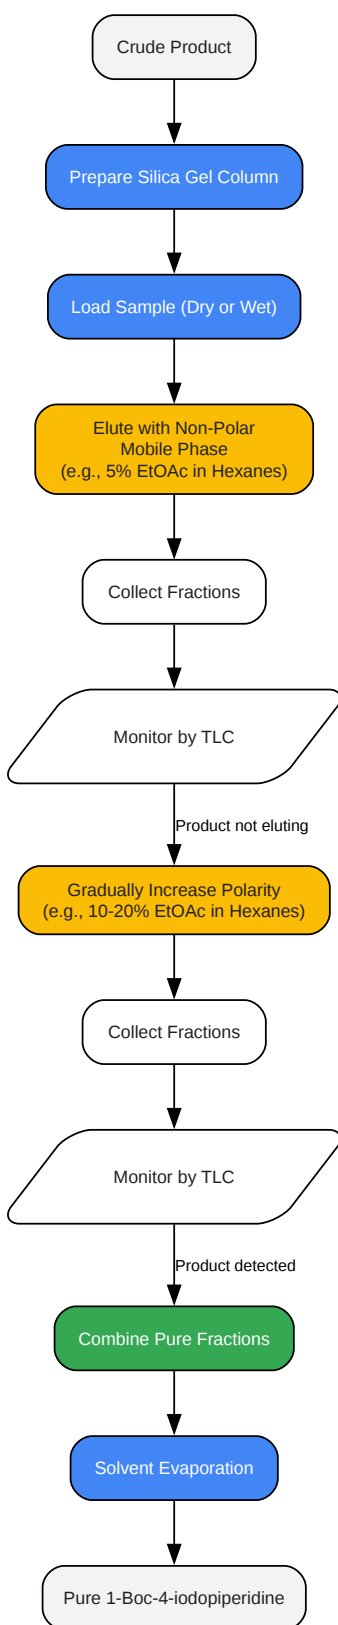 Crude Product
Prepare Silica Gel Column
Load Sample (Dry or Wet)
Elute with Non-Polar
Mobile Phase
(e.g., 5% EtOAc in Hexanes)
Collect Fractions
Monitor by TLC
Product not eluting
Gradually Increase Polarity
(e.g., 10-20% EtOAc in Hexanes)
Collect Fractions
Monitor by TLC
Product detected
Combine Pure Fractions
Solvent Evaporation
Pure 1-Boc-4-iodopiperidine